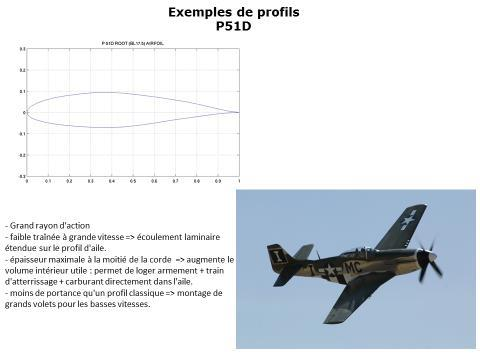 Exemples de profils
P51D
P 51D ROOT (BL17.5) AIRFOIL
0.3
0.2
0.1
0
-0.1
-0.2
-0.3
0
0.1
0.2
0.3
0.4
0.5
0.6
0.7
0.8
0.9
1
- Grand rayon d'action
- faible traînée à grande vitesse => écoulement laminaire
étendue sur le profil d'aile.
- épaisseur maximale à la moitié de la corde => augmente le
volume intérieur utile : permet de loger armement + train
d'atterrissage + carburant directement dans l'aile.
- moins de portance qu'un profil classique => montage de
grands volets pour les basses vitesses.
I
MC